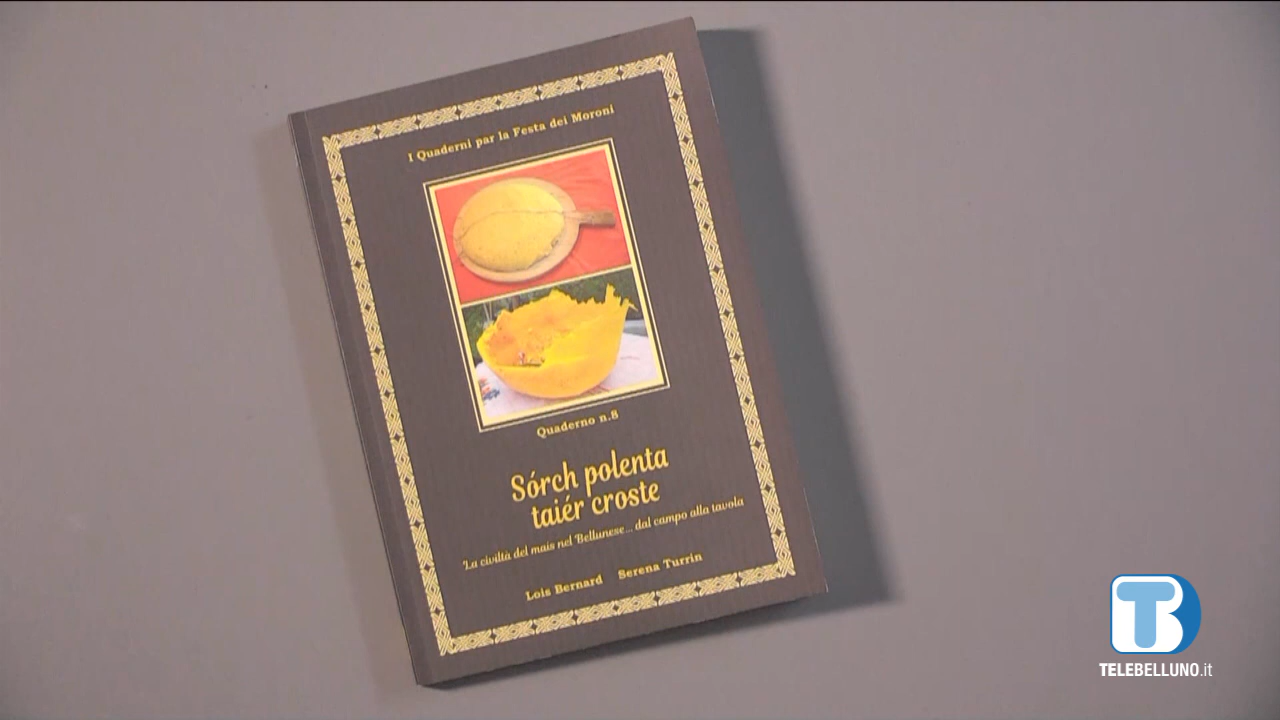 I Quaderni par la Festa dei Moroni
Quaderno n.8
Sórch polenta
taiér croste
La civiltà del mais nel Bellunese... dal campo alla tavola
Lois Bernard Serena Turrin
TB
TELEBELLUNO.it